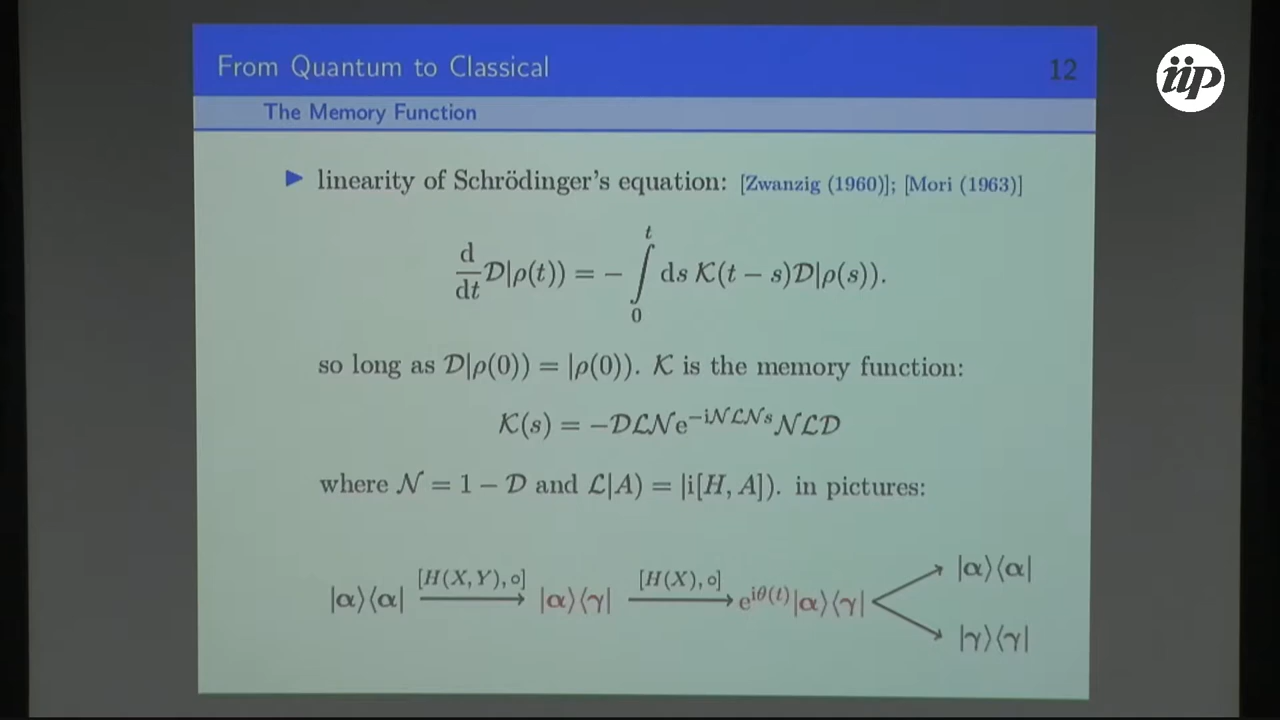 iip
From Quantum to Classical 12
The Memory Function
▶ linearity of Schrödinger's equation: [Zwanzig (1960)]; [Mori (1963)]
d/dt 𝒟|ρ(t)) = − ∫₀ᵗ ds 𝒦(t − s)𝒟|ρ(s)).
so long as 𝒟|ρ(0)) = |ρ(0)). 𝒦 is the memory function:
𝒦(s) = −𝒟ℒ𝒩e^{−i𝒩ℒ𝒩s}𝒩ℒ𝒟
where 𝒩 = 1 − 𝒟 and ℒ|A) = |i[H, A]). in pictures:
[H(X,Y),∘] [H(X),∘]
|α⟩⟨α| → |α⟩⟨γ| → e^{iθ(t)}|α⟩⟨γ| |α⟩⟨α|
|γ⟩⟨γ|